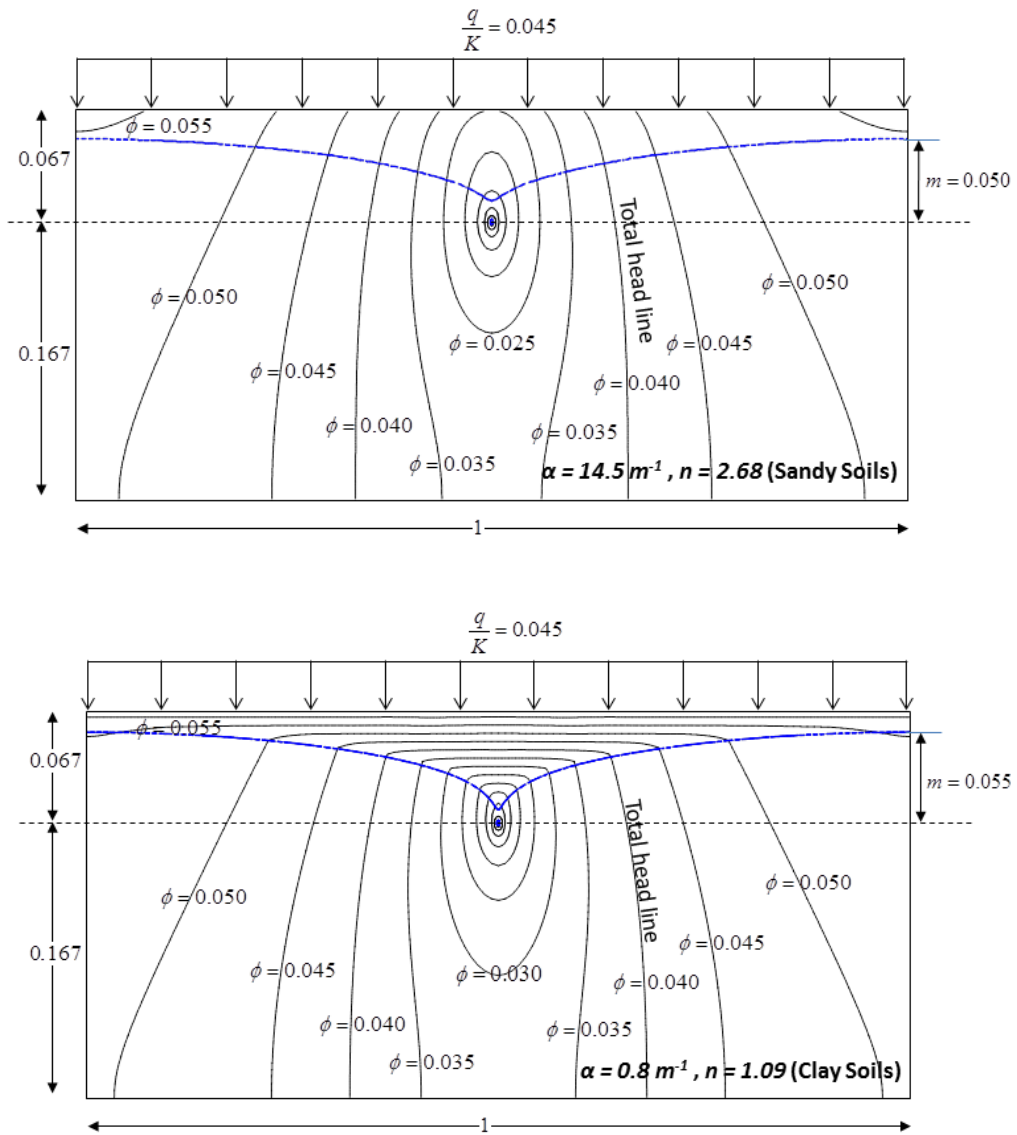 q/K = 0.045
ϕ = 0.055
0.067
m = 0.050
Total head line
ϕ = 0.050
ϕ = 0.050
0.167
ϕ = 0.025
ϕ = 0.045
ϕ = 0.045
ϕ = 0.040
ϕ = 0.040
ϕ = 0.035
ϕ = 0.035
α = 14.5 m⁻¹ , n = 2.68 (Sandy Soils)
1
q/K = 0.045
ϕ = 0.055
0.067
m = 0.055
Total head line
ϕ = 0.050
ϕ = 0.050
0.167
ϕ = 0.045
ϕ = 0.030
ϕ = 0.045
ϕ = 0.040
ϕ = 0.040
ϕ = 0.035
ϕ = 0.035
α = 0.8 m⁻¹ , n = 1.09 (Clay Soils)
1